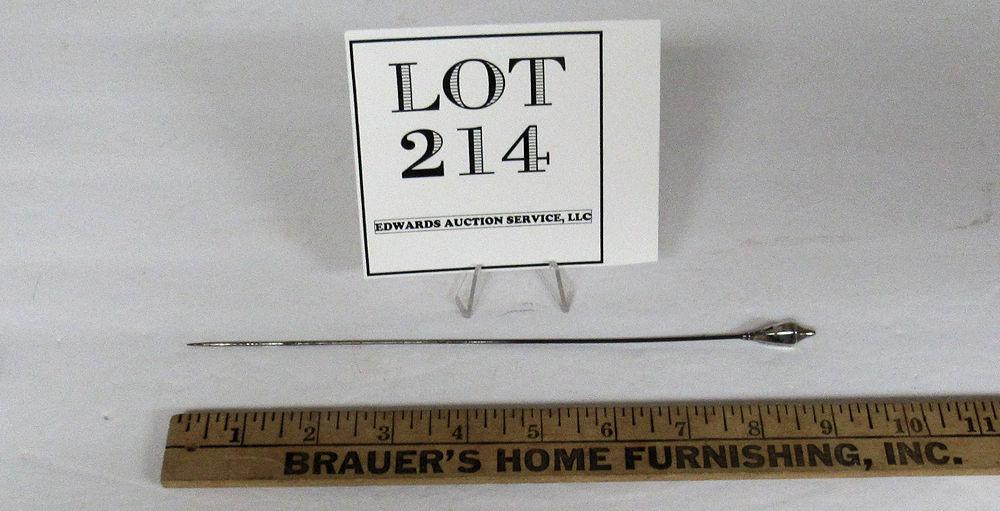 LOT
214
EDWARDS AUCTION SERVICE, LLC
1 2 3 4 5 6 7 8 9 10 11
BRAUER'S HOME FURNISHING, INC.